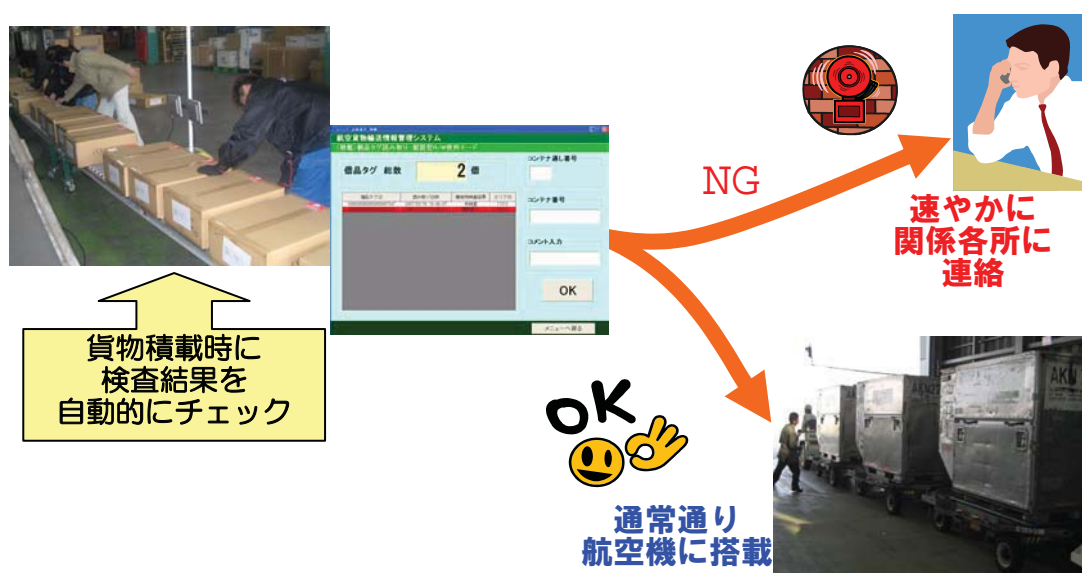 航空貨物輸送情報管理システム
個品タグ 総数
2 個
コンテナ通し番号
コンテナ番号
コメント入力
OK
メニューへ戻る
NG
速やかに
関係各所に
連絡
貨物積載時に
検査結果を
自動的にチェック
OK
通常通り
航空機に搭載
AKN